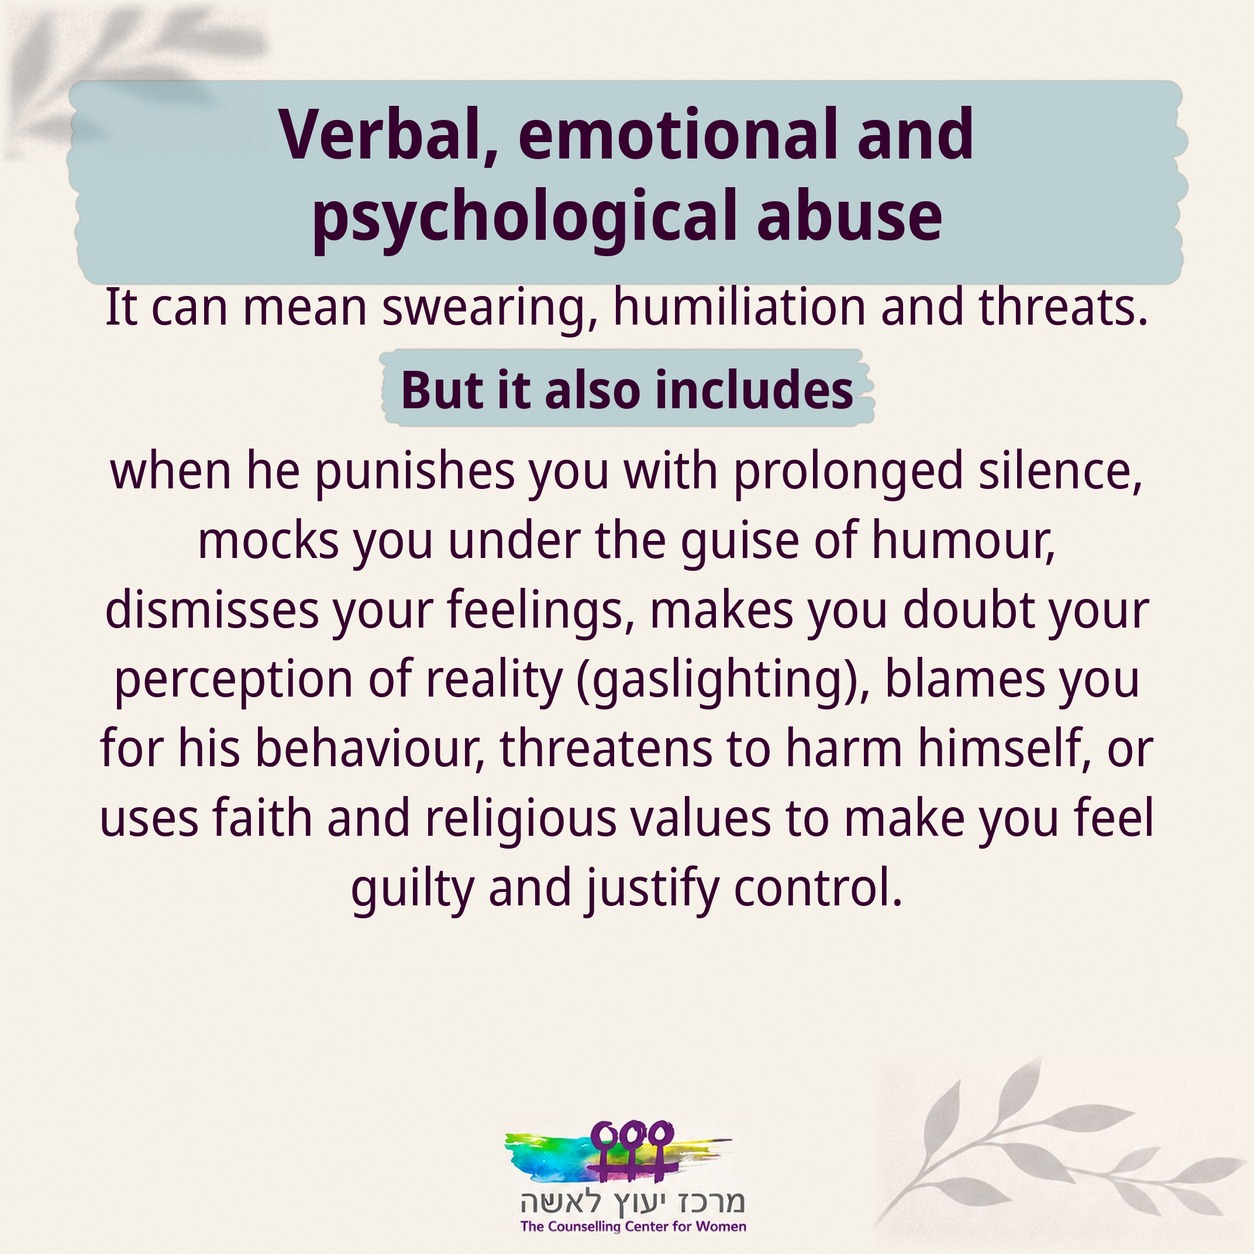 Verbal, emotional and
psychological abuse
It can mean swearing, humiliation and threats.
But it also includes
when he punishes you with prolonged silence,
mocks you under the guise of humour,
dismisses your feelings, makes you doubt your
perception of reality (gaslighting), blames you
for his behaviour, threatens to harm himself, or
uses faith and religious values to make you feel
guilty and justify control.
מרכז יעוץ לאשה
The Counselling Center for Women